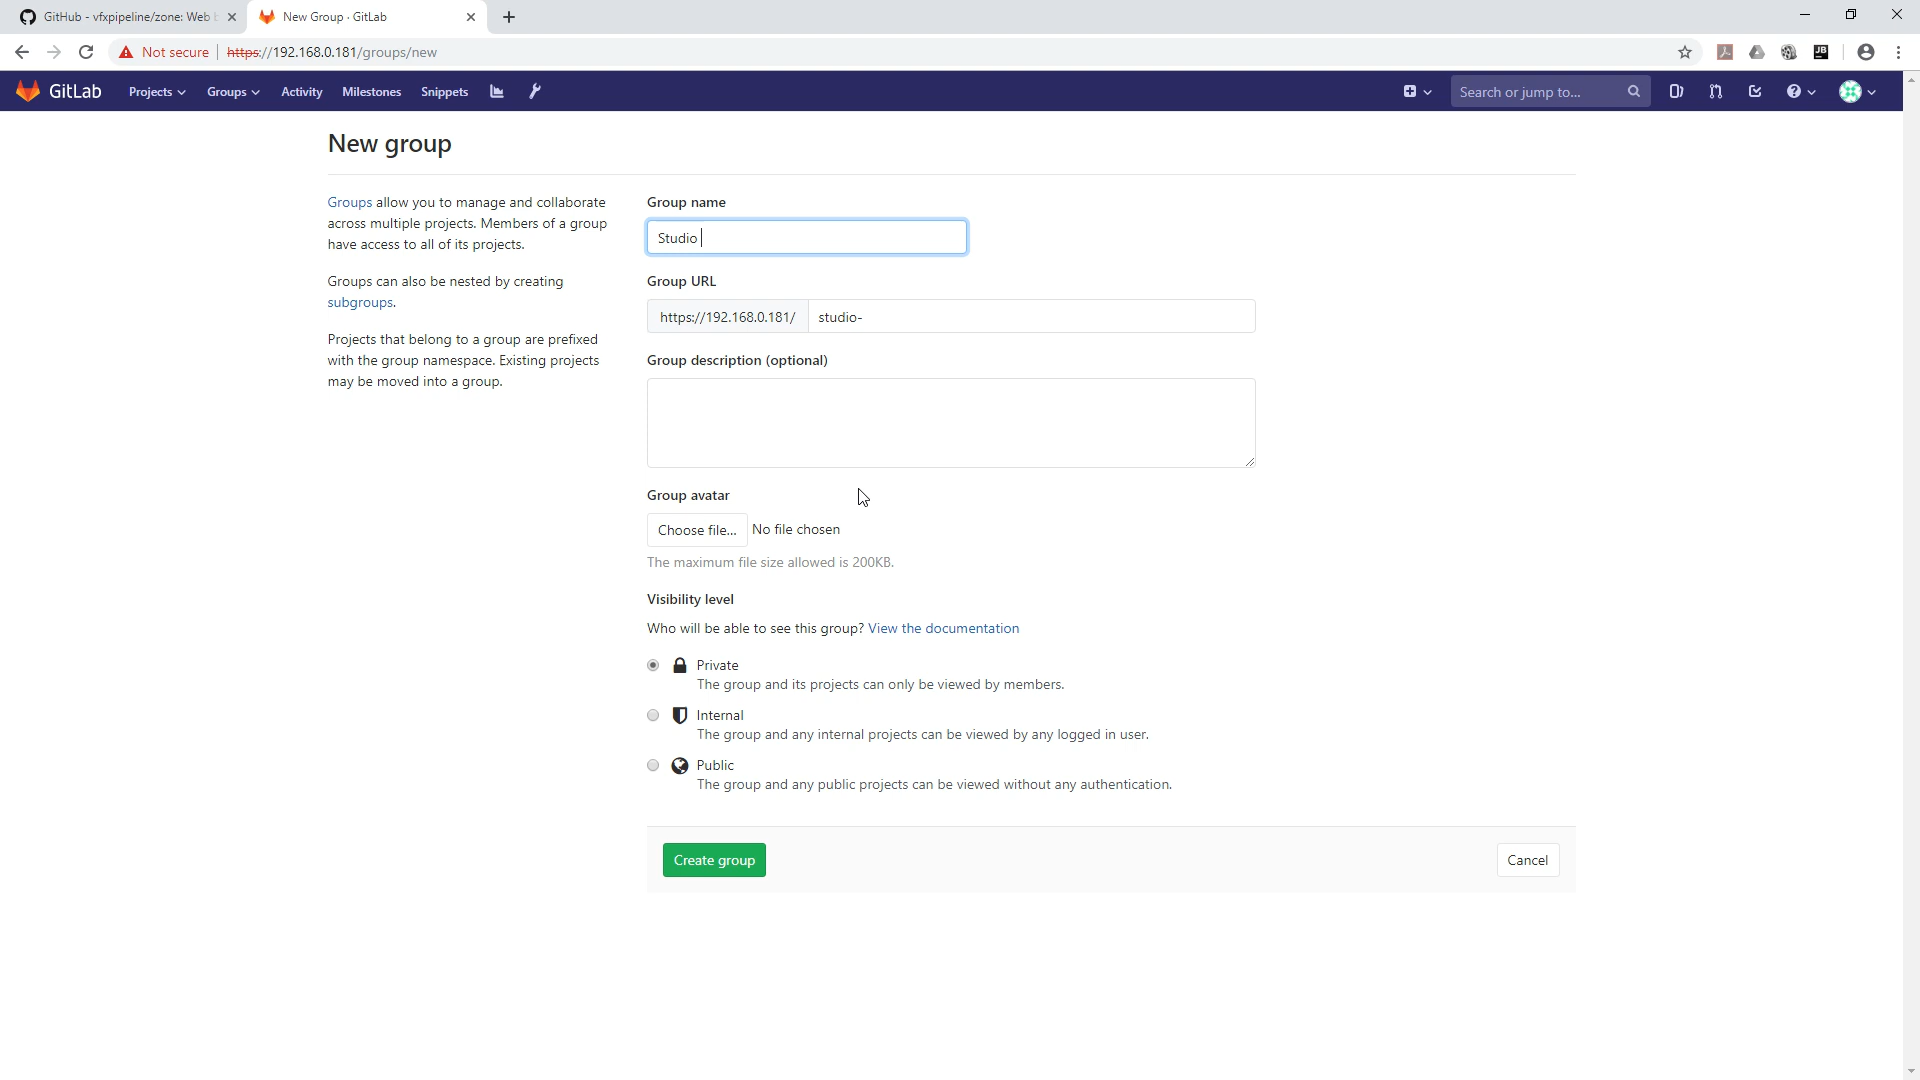 GitHub - vfxpipeline/zone: Web
New Group · GitLab
Not secure
https://192.168.0.181/groups/new
JB
GitLab
Projects
Groups
Activity
Milestones
Snippets
Search or jump to...
New group
Groups allow you to manage and collaborate
across multiple projects. Members of a group
have access to all of its projects.
Groups can also be nested by creating
subgroups.
Projects that belong to a group are prefixed
with the group namespace. Existing projects
may be moved into a group.
Group name
Studio
Group URL
https://192.168.0.181/ studio-
Group description (optional)
Group avatar
Choose file... No file chosen
The maximum file size allowed is 200KB.
Visibility level
Who will be able to see this group? View the documentation
Private
The group and its projects can only be viewed by members.
Internal
The group and any internal projects can be viewed by any logged in user.
Public
The group and any public projects can be viewed without any authentication.
Create group
Cancel